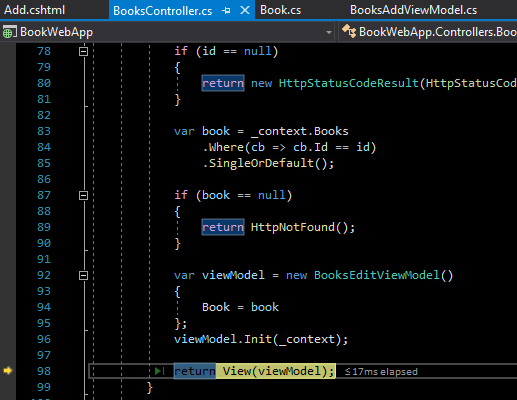 Add.cshtml BooksController.cs Book.cs BooksAddViewModel.cs
BookWebApp BookWebApp.Controllers.Boo
78 if (id == null)
79 {
80 return new HttpStatusCodeResult(HttpStatusCod
81 }
82
83 var book = _context.Books
84 .Where(cb => cb.Id == id)
85 .SingleOrDefault();
86
87 if (book == null)
88 {
89 return HttpNotFound();
90 }
91
92 var viewModel = new BooksEditViewModel()
93 {
94 Book = book
95 };
96 viewModel.Init(_context);
97
98 return View(viewModel); ≤17ms elapsed
99 }